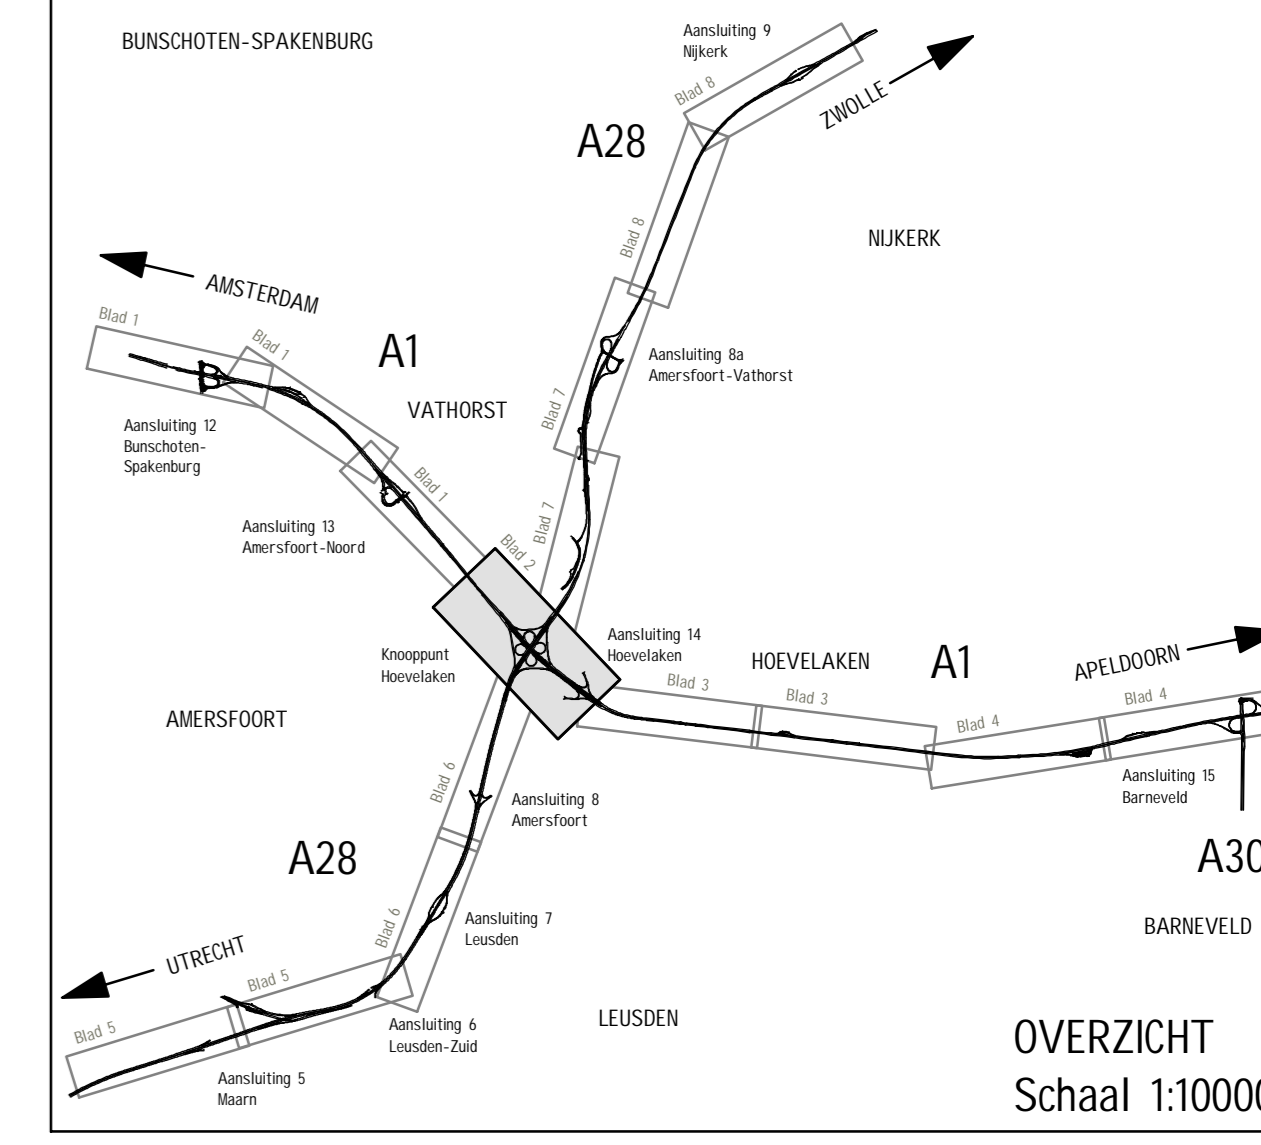 BUNSCHOTEN-SPAKENBURG
Aansluiting 9
Nijkerk
Blad 8
ZWOLLE
A28
Blad 8
NIJKERK
AMSTERDAM
Blad 1
Blad 1
A1
VATHORST
Aansluiting 8a
Amersfoort-Vathorst
Blad 7
Aansluiting 12
Bunschoten-
Spakenburg
Blad 1
Aansluiting 13
Amersfoort-Noord
Blad 7
Blad 2
Knooppunt
Hoevelaken
Aansluiting 14
Hoevelaken
HOEVELAKEN
A1
APELDOORN
Blad 3
Blad 3
Blad 4
Blad 4
AMERSFOORT
Aansluiting 15
Barneveld
Blad 6
Aansluiting 8
Amersfoort
A28
A30
Aansluiting 7
Leusden
Blad 6
BARNEVELD
UTRECHT
Blad 5
Blad 5
Aansluiting 6
Leusden-Zuid
LEUSDEN
Aansluiting 5
Maarn
OVERZICHT
Schaal 1:10000